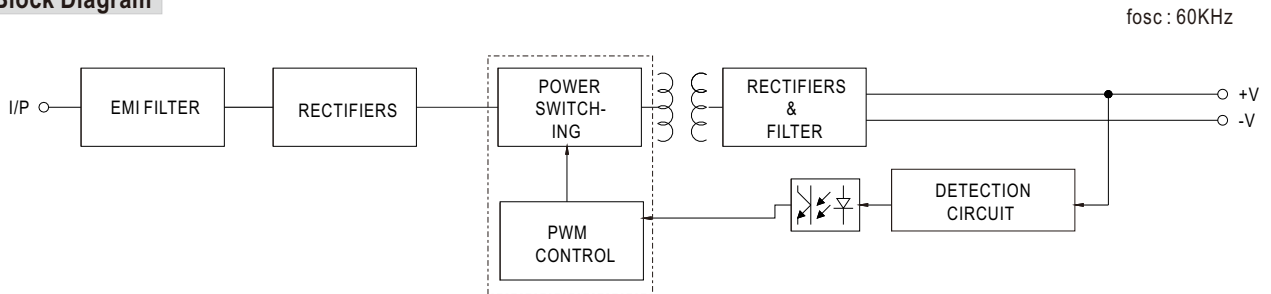 Block Diagram
fosc : 60KHz
I/P
EMI FILTER
RECTIFIERS
POWER
SWITCH-
ING
RECTIFIERS
&
FILTER
+V
-V
DETECTION
CIRCUIT
PWM
CONTROL